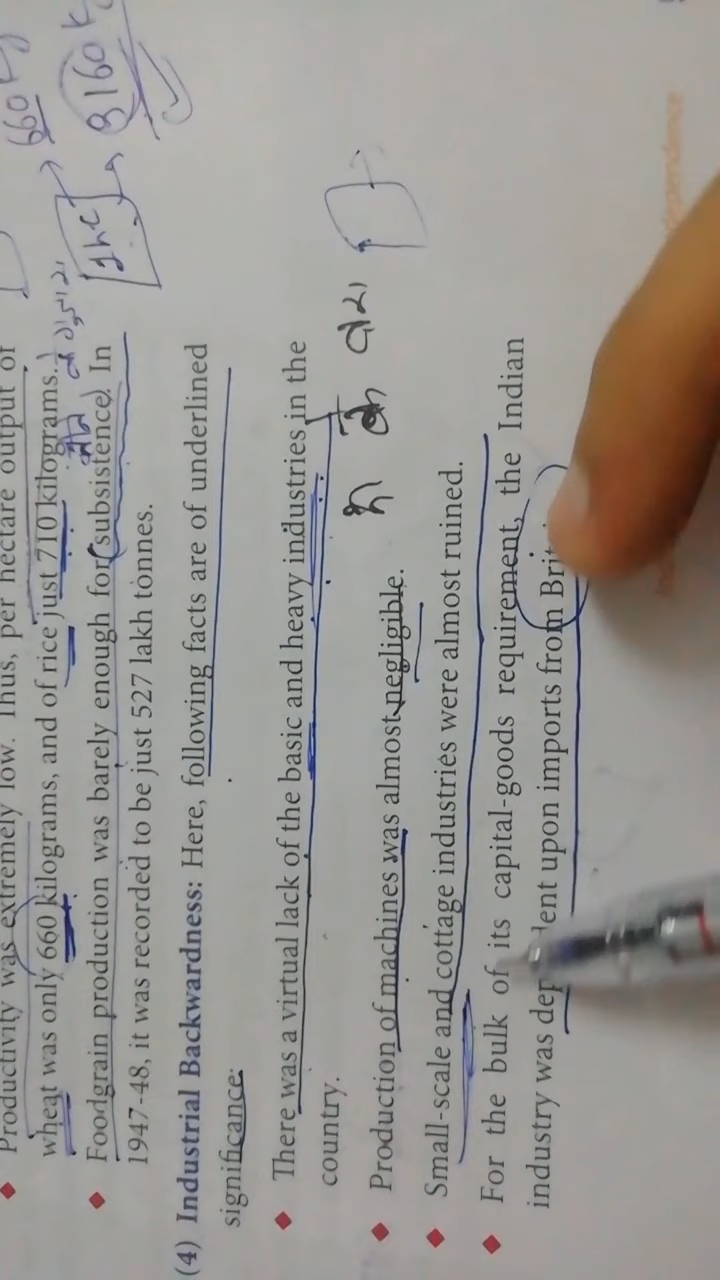 Productivity was extremely low. Thus, per hectare output of
wheat was only 660 kilograms, and of rice just 710 kilograms.
Foodgrain production was barely enough for (subsistence). In
1947-48, it was recorded to be just 527 lakh tonnes.
(4) Industrial Backwardness: Here, following facts are of underlined
significance:
There was a virtual lack of the basic and heavy industries in the
country.
Production of machines was almost negligible.
Small-scale and cottage industries were almost ruined.
For the bulk of its capital-goods requirement, the Indian
industry was upon imports from
660 kg
1hec